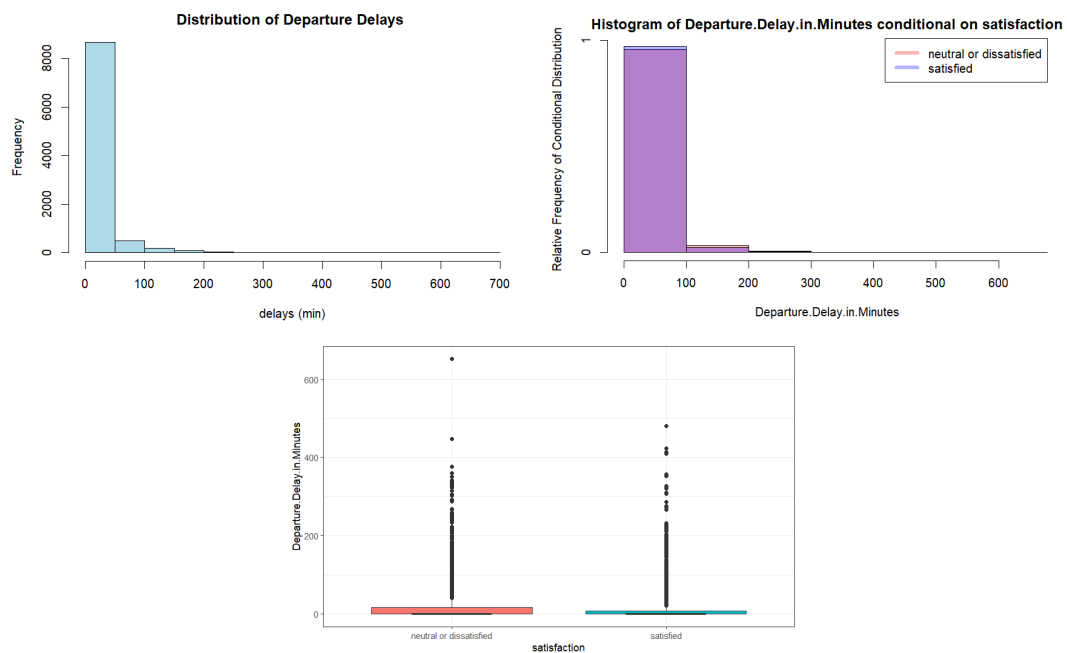 Distribution of Departure Delays
Frequency
0
2000
4000
6000
8000
0 100 200 300 400 500 600 700
delays (min)
Histogram of Departure.Delay.in.Minutes conditional on satisfaction
Relative Frequency of Conditional Distribution
0
1
neutral or dissatisfied
satisfied
0 100 200 300 400 500 600
Departure.Delay.in.Minutes
Departure.Delay.in.Minutes
600
400
200
0
neutral or dissatisfied satisfied
satisfaction